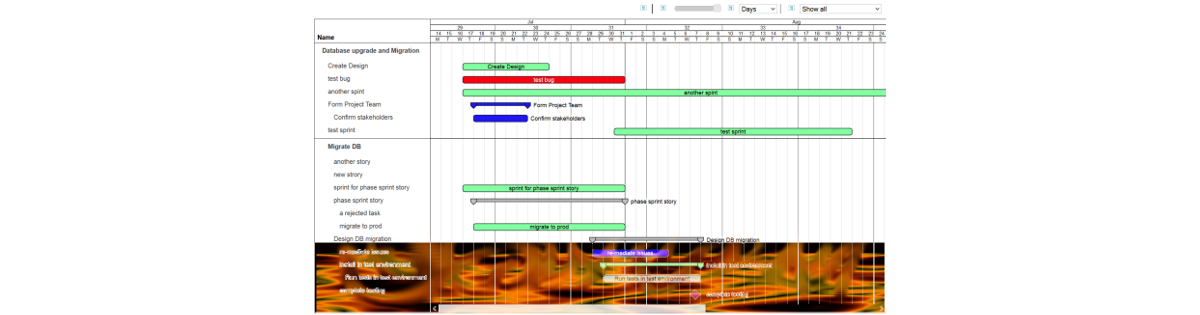 Days Show all
Jul Aug
29 30 31 32 33 34
Name
14 15 16 17 18 19 20 21 22 23 24 25 26 27 28 29 30 31 1 2 3 4 5 6 7 8 9 10 11 12 13 14 15 16 17 18 19 20 21 22 23 24
M T W T F S S M T W T F S S M T W T F S S M T W T F S S M T W T F S S M T W T F S S
Database upgrade and Migration
Create Design Create Design
test bug test bug
another spint another spint
Form Project Team Form Project Team
Confirm stakeholders Confirm stakeholders
test sprint test sprint
Migrate DB
another story
new strory
sprint for phase sprint story sprint for phase sprint story
phase sprint story phase sprint story
a rejected task
migrate to prod migrate to prod
Design DB migration Design DB migration
re-mediate issues re-mediate issues...
Install in test environment Install in test environment
Run tests in test environment Run tests in test environment
complete testing complete testing